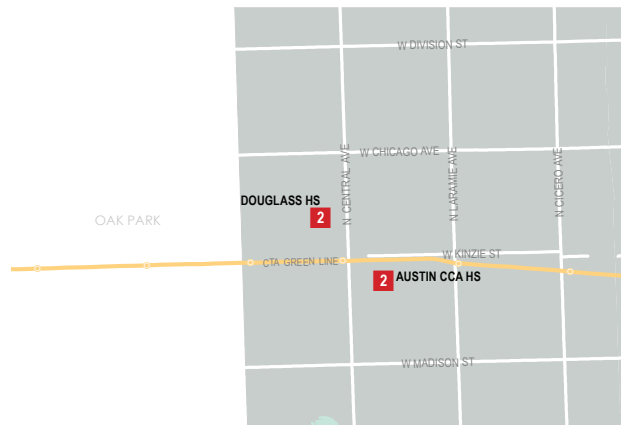 W DIVISION ST
W CHICAGO AVE
N CENTRAL AVE
N LARAMIE AVE
N CICERO AVE
DOUGLASS HS
2
OAK PARK
W KINZIE ST
CTA GREEN LINE
2
AUSTIN CCA HS
W MADISON ST